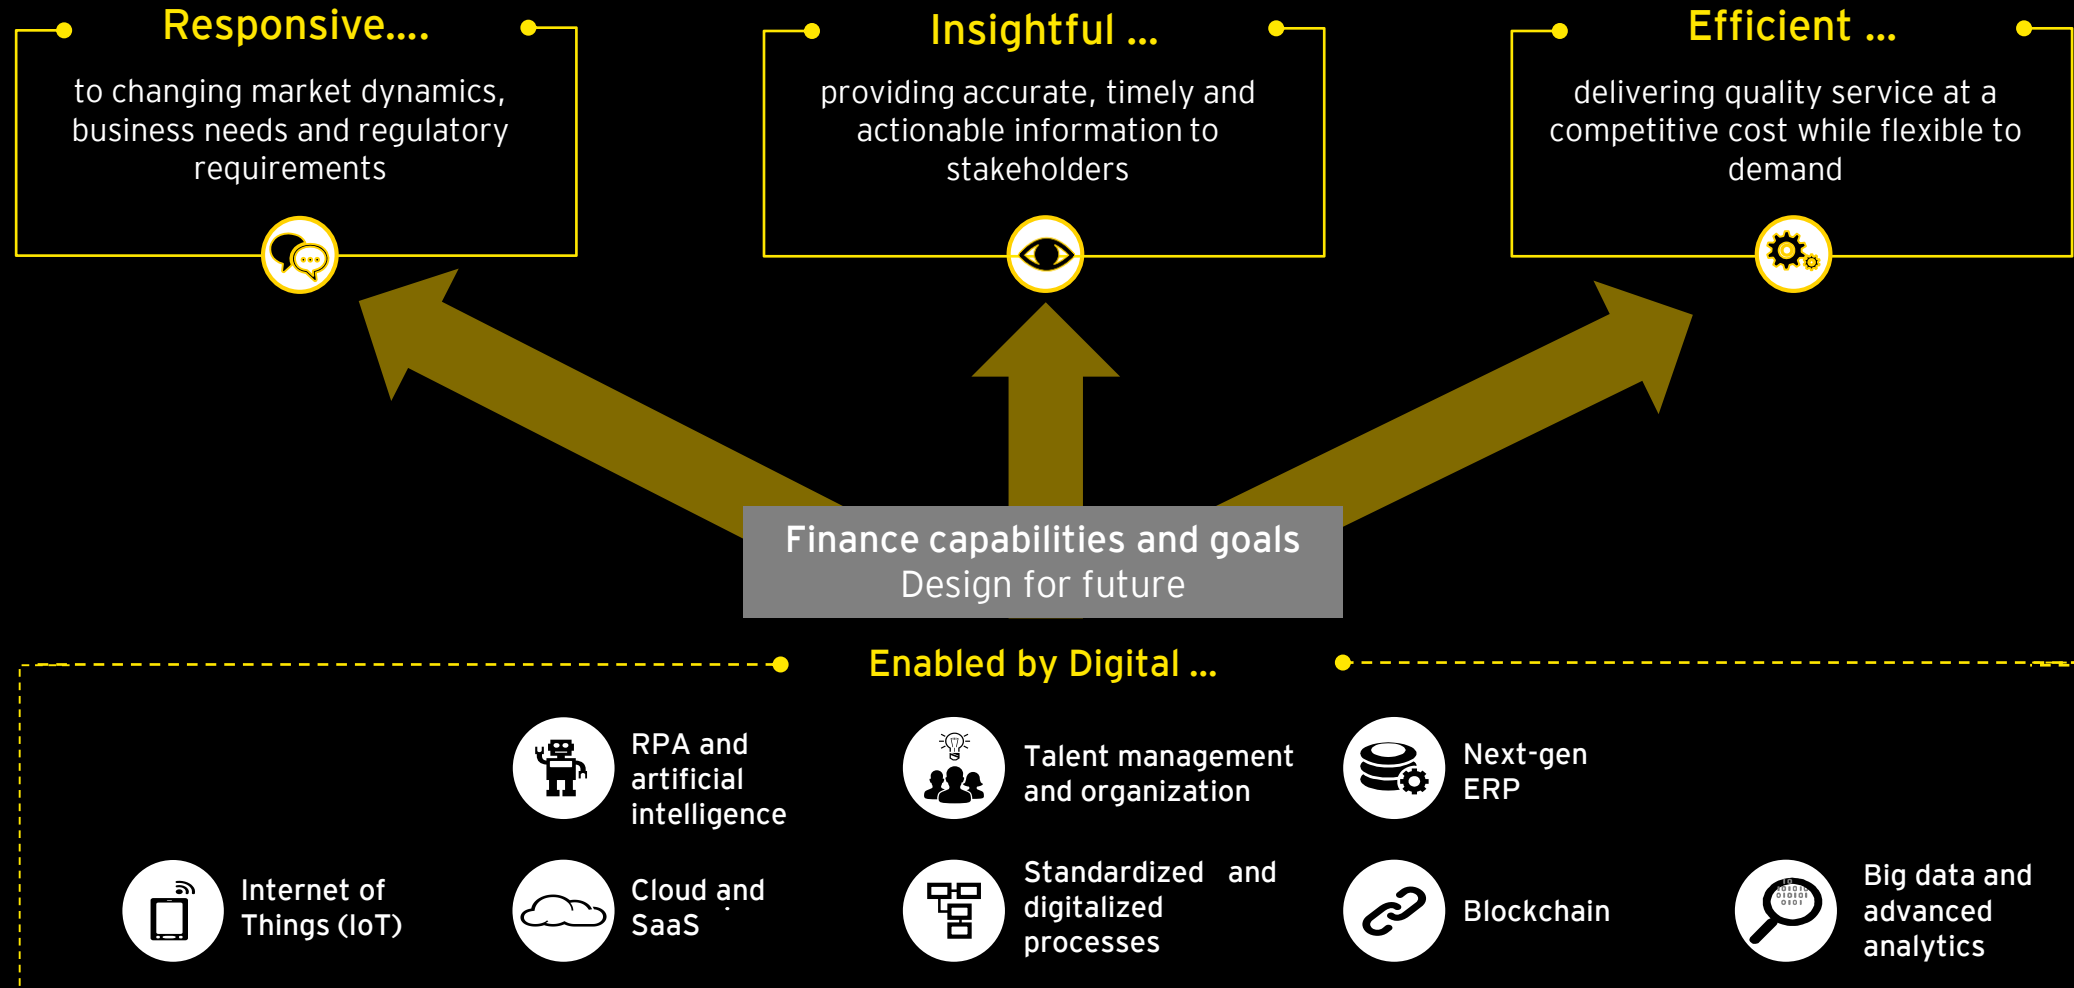 Responsive....
to changing market dynamics,
business needs and regulatory
requirements
Insightful ...
providing accurate, timely and
actionable information to
stakeholders
Efficient ...
delivering quality service at a
competitive cost while flexible to
demand
Finance capabilities and goals
Design for future
Enabled by Digital ...
RPA and
artificial
intelligence
Talent management
and organization
Next-gen
ERP
Internet of
Things (IoT)
Cloud and
SaaS
Standardized and
digitalized
processes
Blockchain
Big data and
advanced
analytics